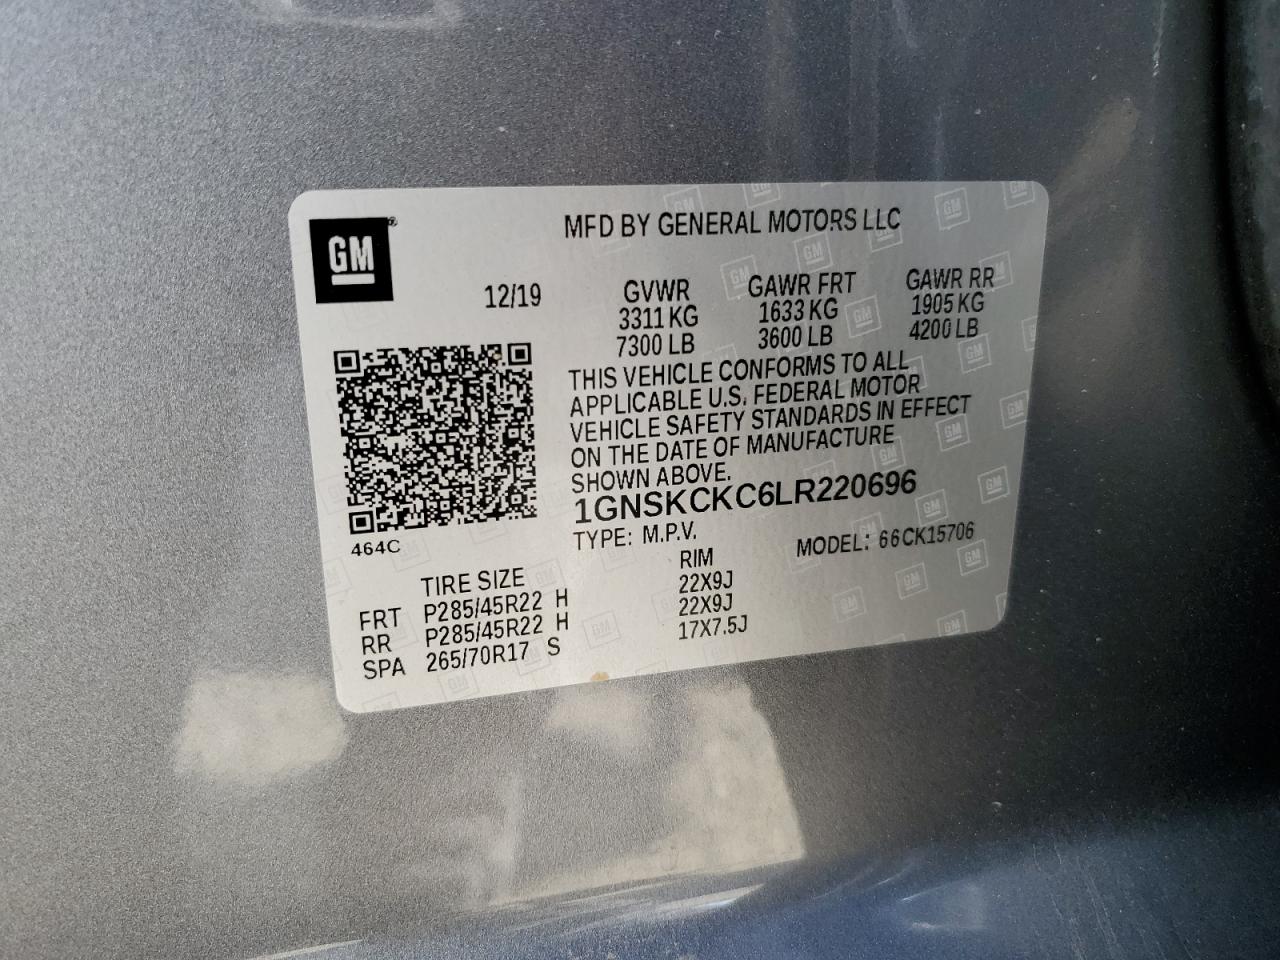 GM®
MFD BY GENERAL MOTORS LLC
12/19
GVWR GAWR FRT GAWR RR
3311 KG 1633 KG 1905 KG
7300 LB 3600 LB 4200 LB
THIS VEHICLE CONFORMS TO ALL
APPLICABLE U.S. FEDERAL MOTOR
VEHICLE SAFETY STANDARDS IN EFFECT
ON THE DATE OF MANUFACTURE
SHOWN ABOVE.
1GNSKCKC6LR220696
464C
TYPE: M.P.V. MODEL: 66CK15706
TIRE SIZE RIM
FRT P285/45R22 H 22X9J
RR P285/45R22 H 22X9J
SPA 265/70R17 S 17X7.5J